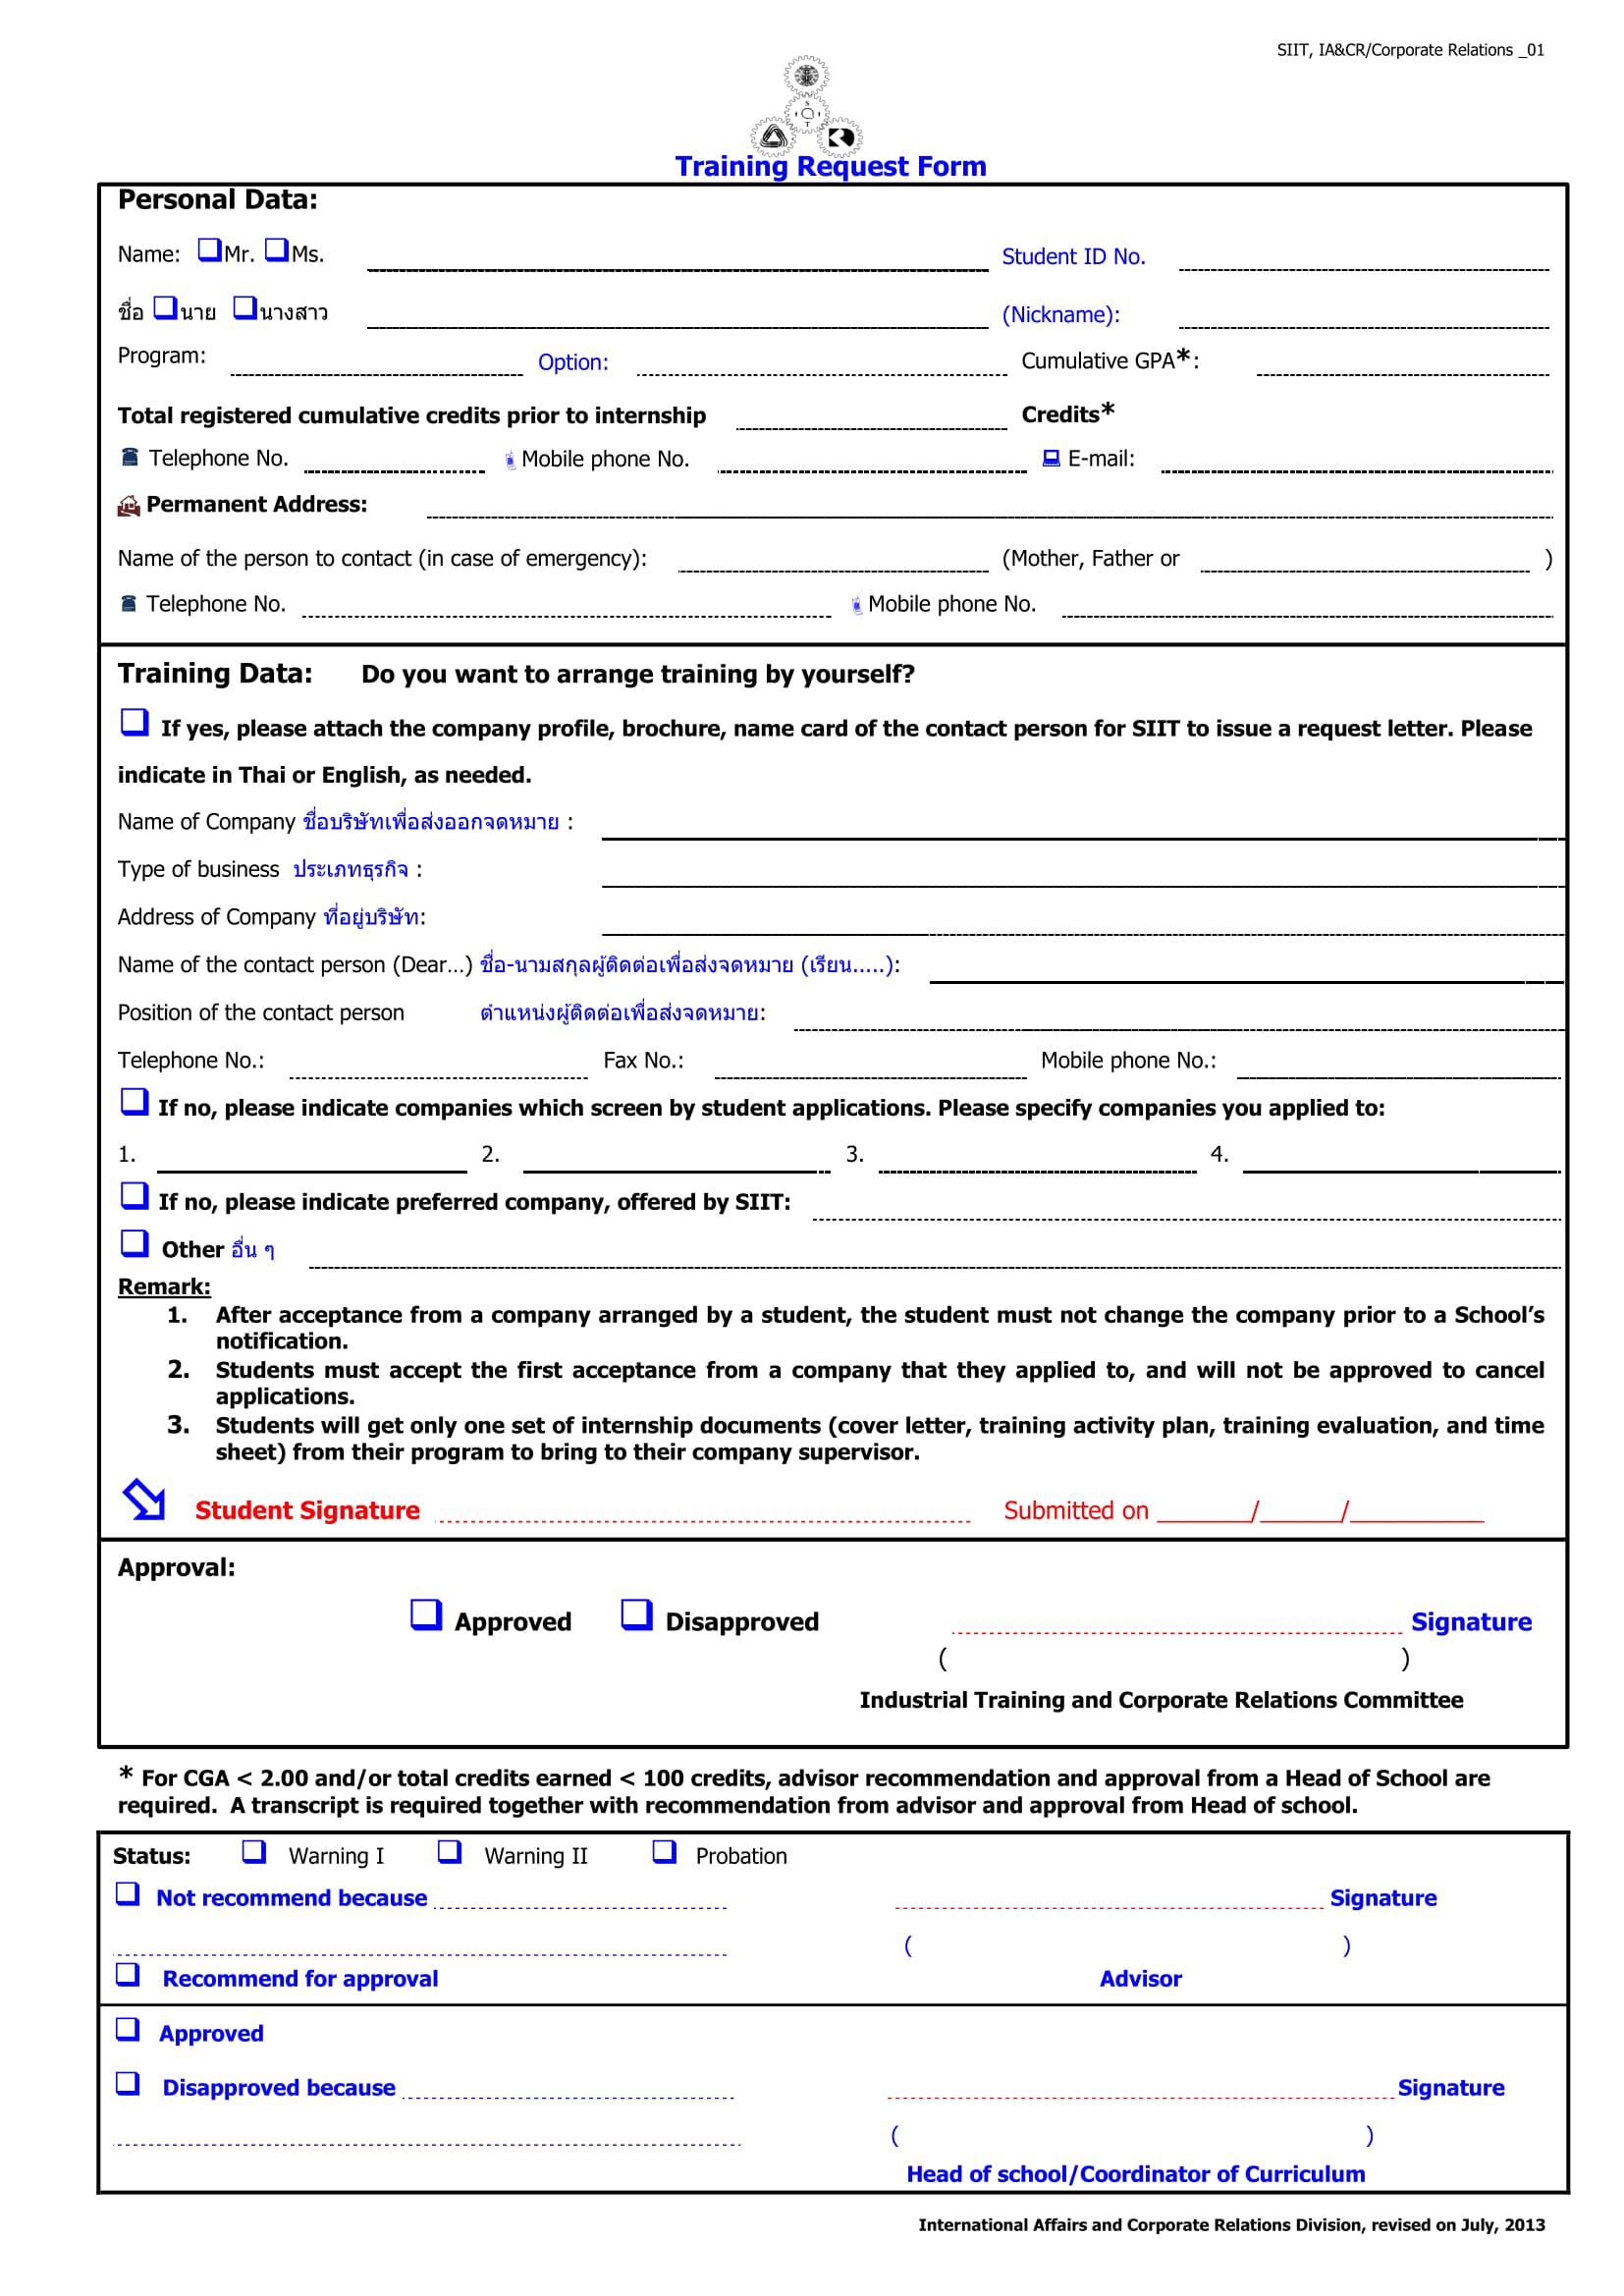 SIIT, IA&CR/Corporate Relations _01
S
I Q I
T
Training Request Form
Personal Data:
Name: ❑Mr. ❑Ms. Student ID No.
ชื่อ ❑นาย ❑นางสาว (Nickname):
Program: Option: Cumulative GPA*:
Total registered cumulative credits prior to internship Credits*
Telephone No. Mobile phone No. E-mail:
Permanent Address:
Name of the person to contact (in case of emergency): (Mother, Father or )
Telephone No. Mobile phone No.
Training Data: Do you want to arrange training by yourself?
❑ If yes, please attach the company profile, brochure, name card of the contact person for SIIT to issue a request letter. Please
indicate in Thai or English, as needed.
Name of Company ชื่อบริษัทเพื่อส่งออกจดหมาย :
Type of business ประเภทธุรกิจ :
Address of Company ที่อยู่บริษัท:
Name of the contact person (Dear…) ชื่อ-นามสกุลผู้ติดต่อเพื่อส่งจดหมาย (เรียน.....):
Position of the contact person ตำแหน่งผู้ติดต่อเพื่อส่งจดหมาย:
Telephone No.: Fax No.: Mobile phone No.:
❑ If no, please indicate companies which screen by student applications. Please specify companies you applied to:
1. 2. 3. 4.
❑ If no, please indicate preferred company, offered by SIIT:
❑ Other อื่น ๆ
Remark:
1. After acceptance from a company arranged by a student, the student must not change the company prior to a School’s
notification.
2. Students must accept the first acceptance from a company that they applied to, and will not be approved to cancel
applications.
3. Students will get only one set of internship documents (cover letter, training activity plan, training evaluation, and time
sheet) from their program to bring to their company supervisor.
Student Signature Submitted on _______/______/__________
Approval:
❑ Approved ❑ Disapproved Signature
( )
Industrial Training and Corporate Relations Committee
* For CGA < 2.00 and/or total credits earned < 100 credits, advisor recommendation and approval from a Head of School are
required. A transcript is required together with recommendation from advisor and approval from Head of school.
Status: ❑ Warning I ❑ Warning II ❑ Probation
❑ Not recommend because Signature
( )
❑ Recommend for approval Advisor
❑ Approved
❑ Disapproved because Signature
( )
Head of school/Coordinator of Curriculum
International Affairs and Corporate Relations Division, revised on July, 2013